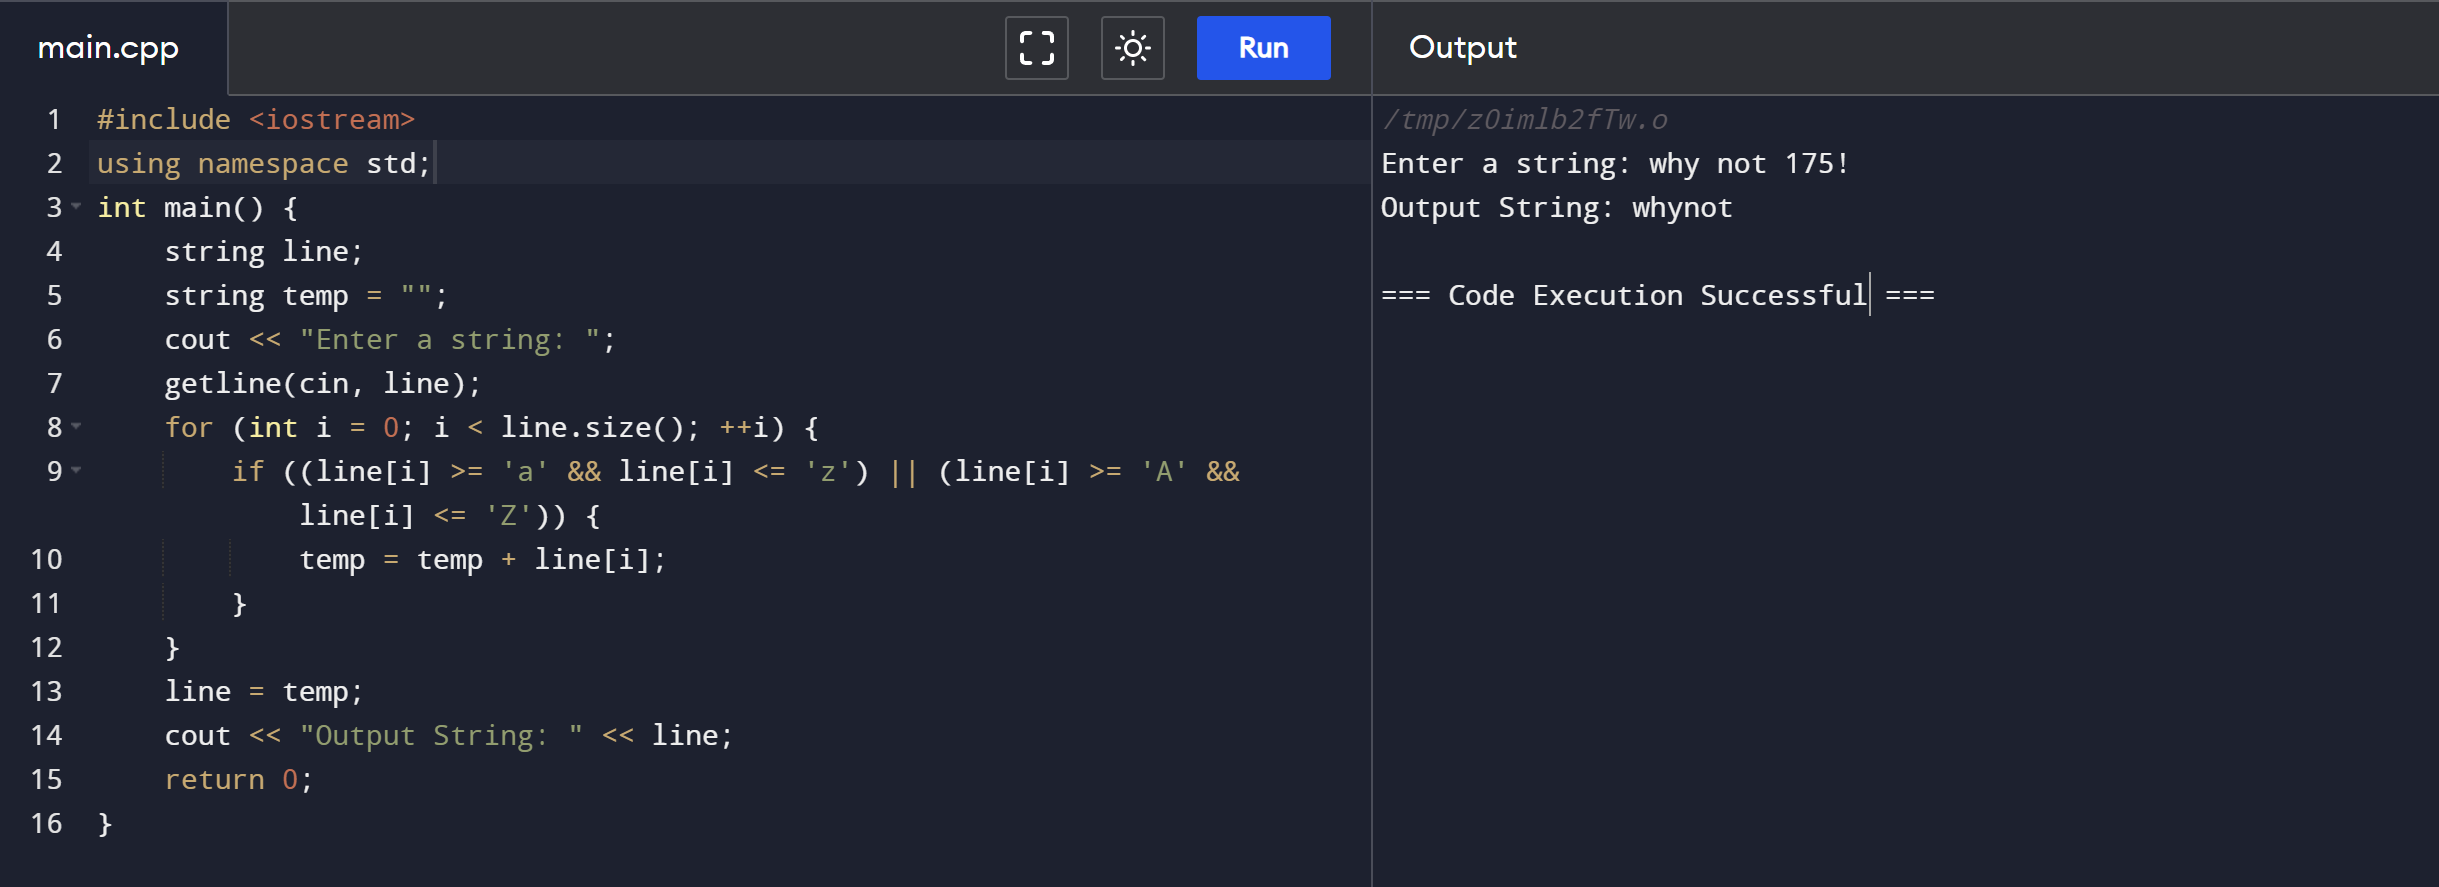 main.cpp
Run
Output
1 #include <iostream>
2 using namespace std;
3 int main() {
4     string line;
5     string temp = "";
6     cout << "Enter a string: ";
7     getline(cin, line);
8     for (int i = 0; i < line.size(); ++i) {
9         if ((line[i] >= 'a' && line[i] <= 'z') || (line[i] >= 'A' &&
            line[i] <= 'Z')) {
10             temp = temp + line[i];
11         }
12     }
13     line = temp;
14     cout << "Output String: " << line;
15     return 0;
16 }
/tmp/zOimlb2fTw.o
Enter a string: why not 175!
Output String: whynot
=== Code Execution Successful ===